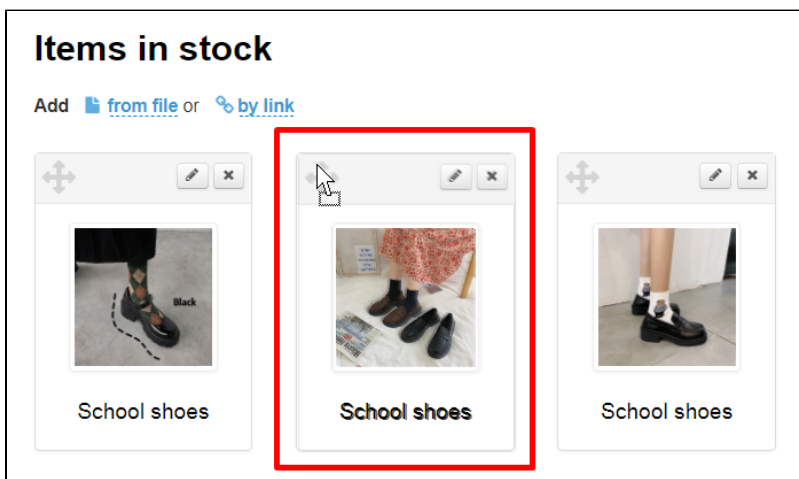 Items in stock
Add from file or by link
Black
School shoes
School shoes
School shoes